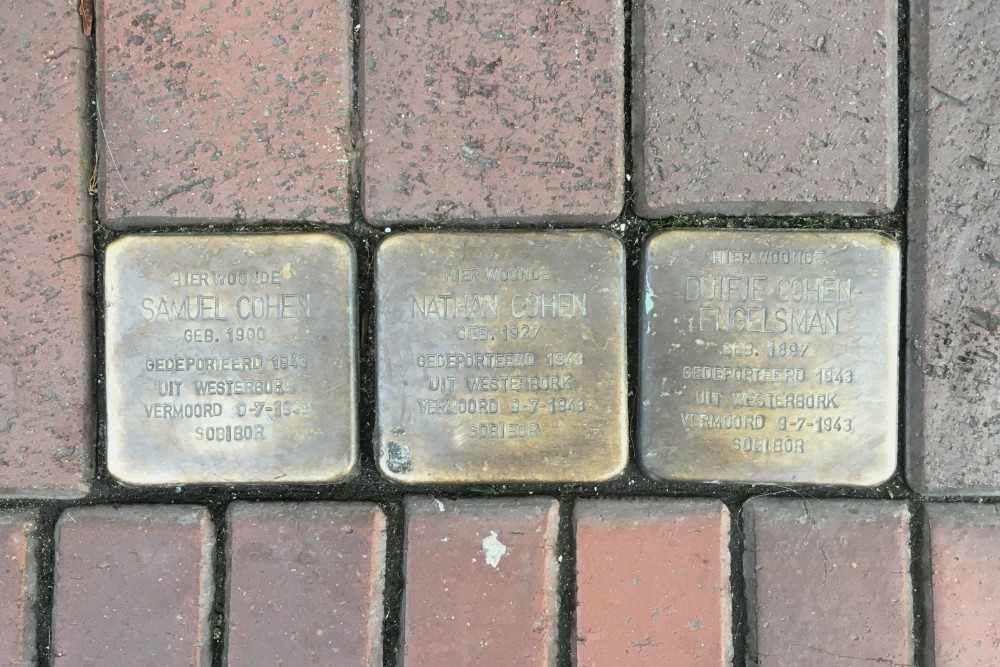 HIER WOONDE
SAMUEL COHEN
GEB. 1900
GEDEPORTEERD 1943
UIT WESTERBORK
VERMOORD 9-7-1943
SOBIBOR
HIER WOONDE
NATHAN COHEN
GEB. 1927
GEDEPORTEERD 1943
UIT WESTERBORK
VERMOORD 9-7-1943
SOBIBOR
HIER WOONDE
DUIFJE COHEN-
ENGELSMAN
GEB. 1897
GEDEPORTEERD 1943
UIT WESTERBORK
VERMOORD 9-7-1943
SOBIBOR